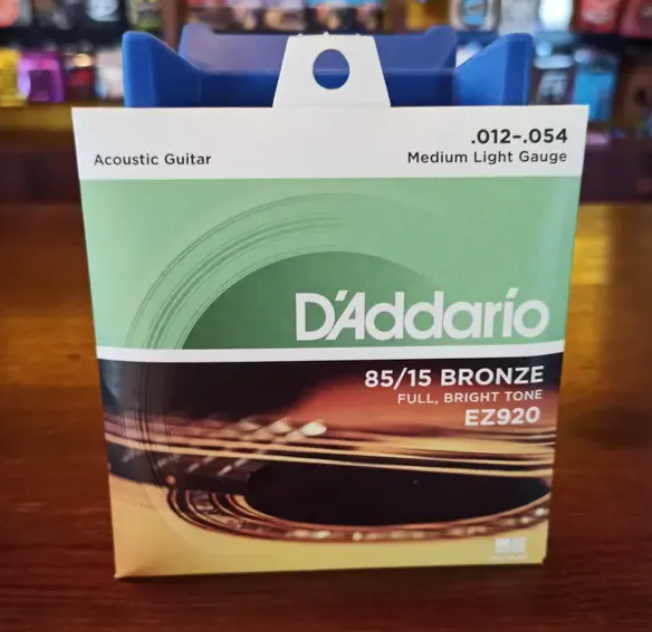 .012–.054
Acoustic Guitar
Medium Light Gauge
D'Addario
85/15 BRONZE
FULL, BRIGHT TONE
EZ920